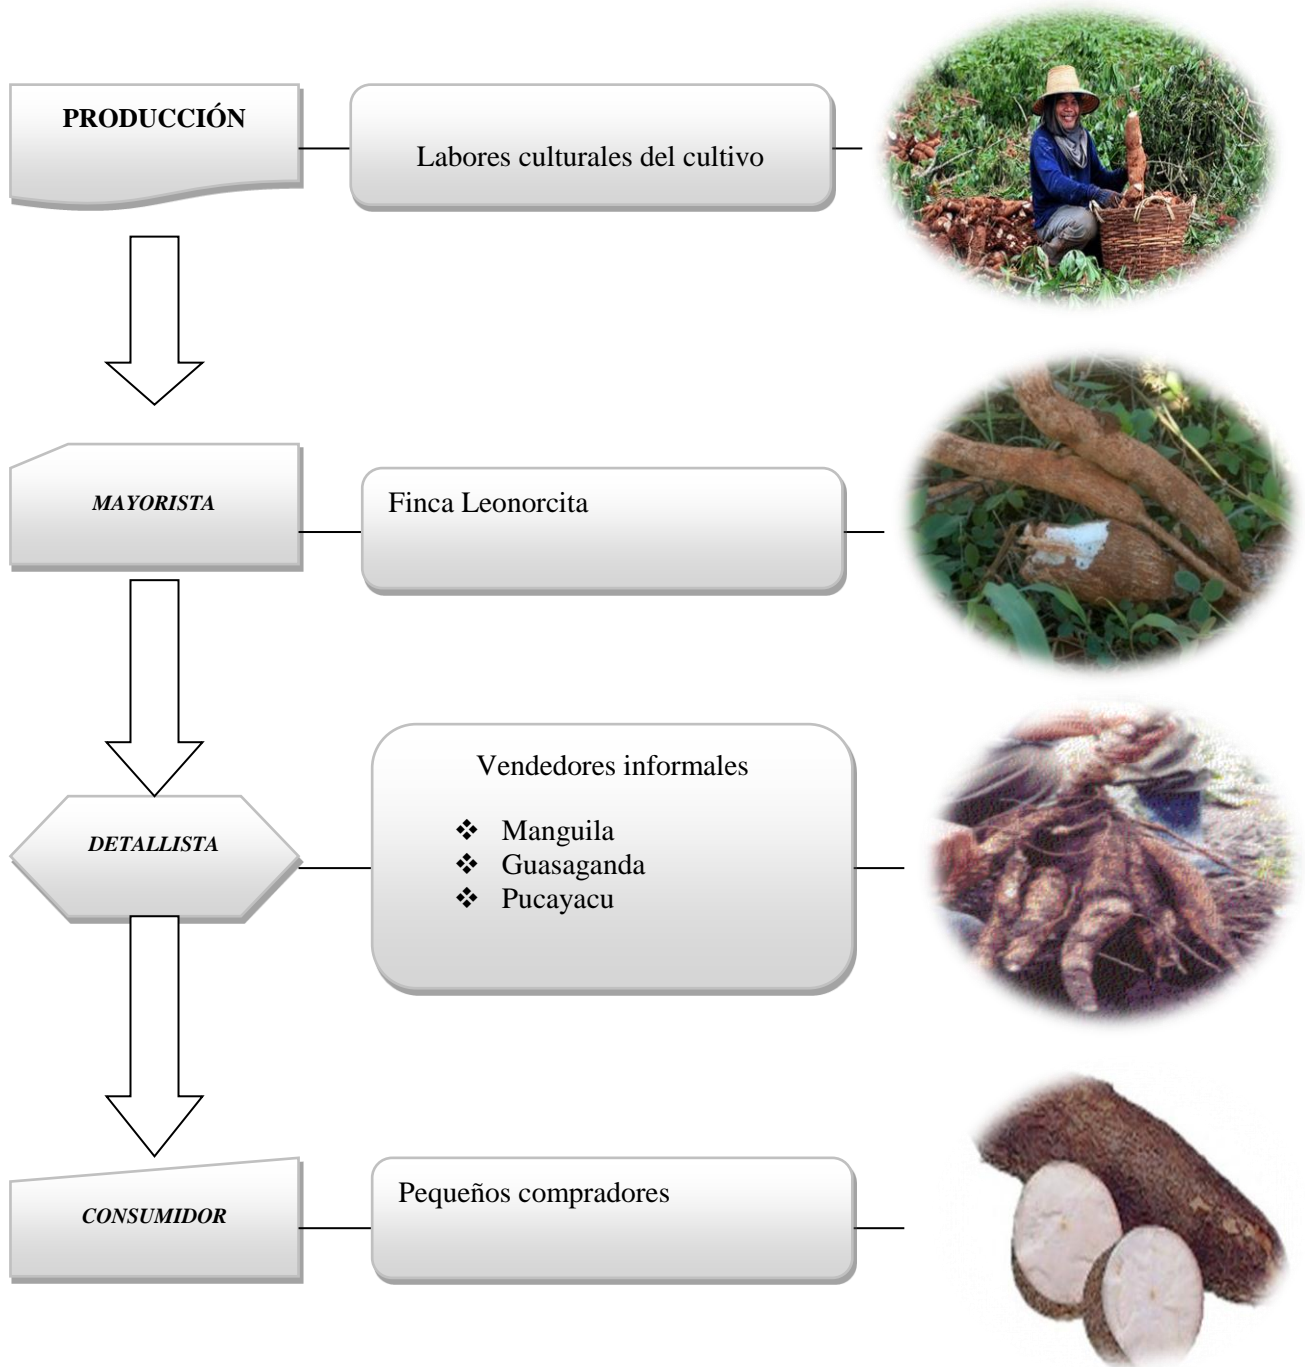 PRODUCCIÓN
Labores culturales del cultivo
MAYORISTA
Finca Leonorcita
DETALLISTA
Vendedores informales
❖ Manguila
❖ Guasaganda
❖ Pucayacu
CONSUMIDOR
Pequeños compradores